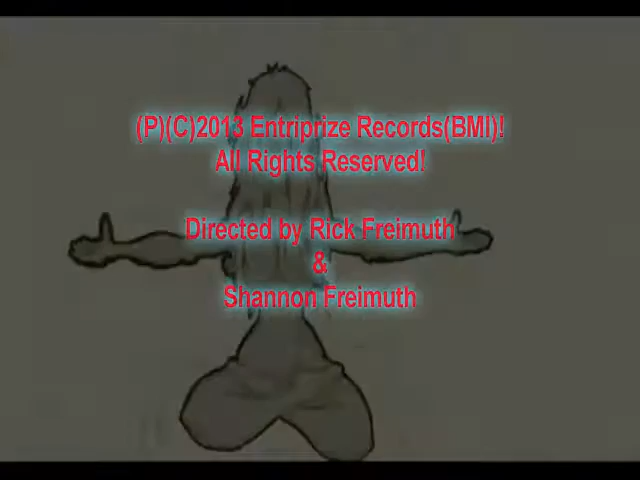 (P)(C)2013 Entriprize Records(BMI)!
All Rights Reserved!
Directed by Rick Freimuth
&
Shannon Freimuth